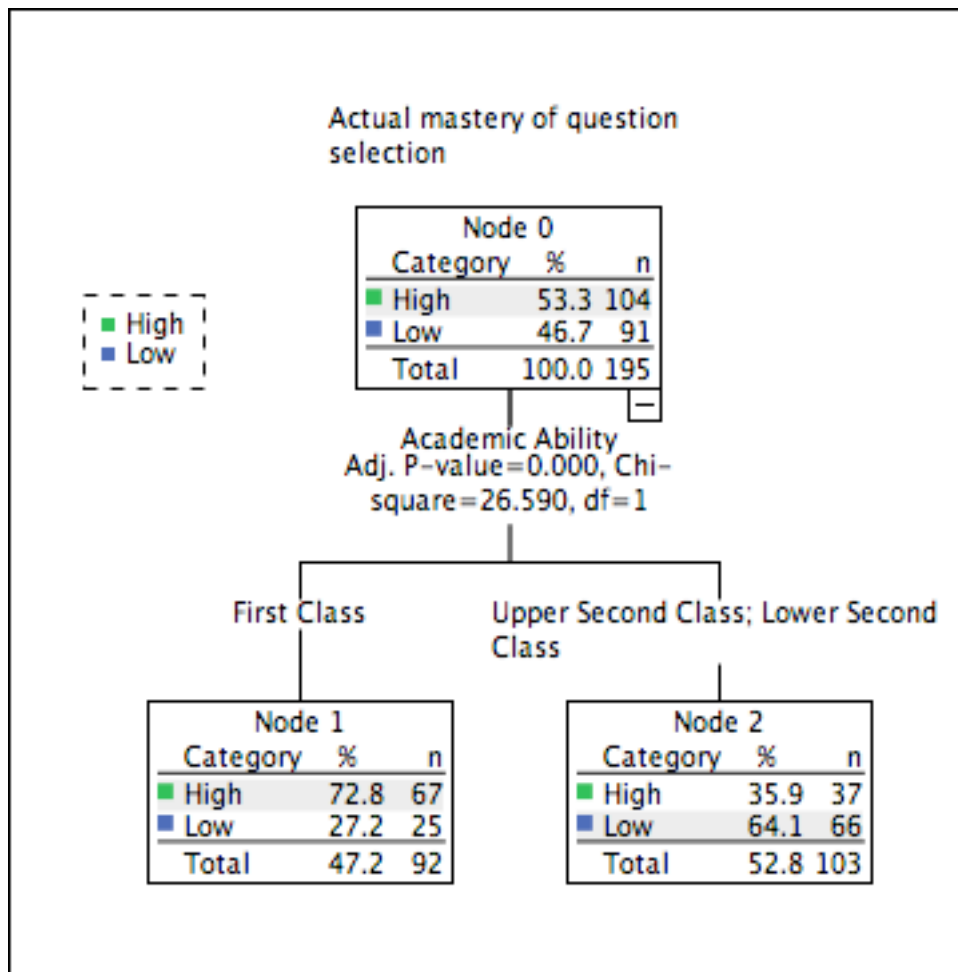 Actual mastery of question
selection
Node 0
Category % n
High 53.3 104
Low 46.7 91
Total 100.0 195
High
Low
Academic Ability
Adj. P-value=0.000, Chi-
square=26.590, df=1
First Class
Upper Second Class; Lower Second
Class
Node 1
Category % n
High 72.8 67
Low 27.2 25
Total 47.2 92
Node 2
Category % n
High 35.9 37
Low 64.1 66
Total 52.8 103